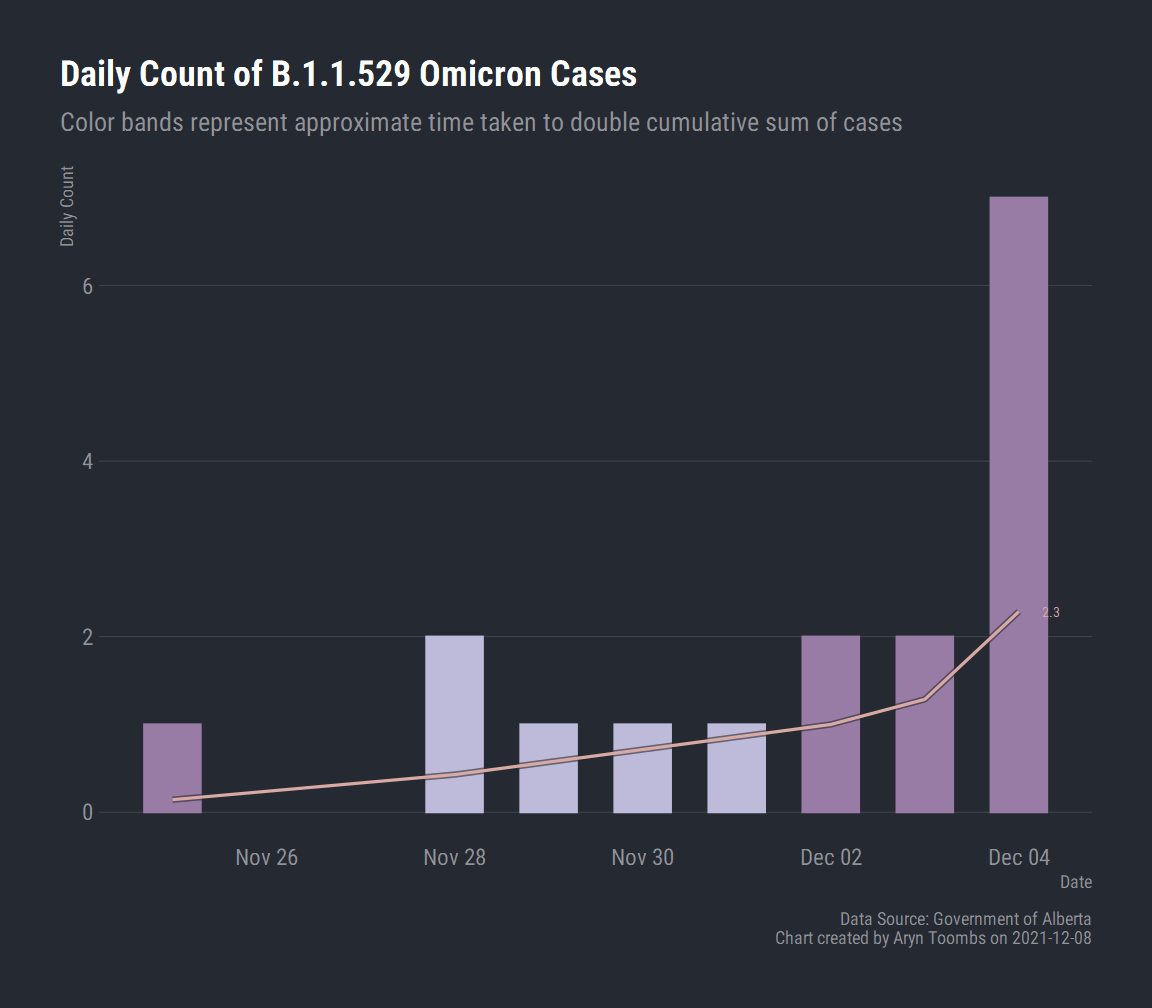 Daily Count of B.1.1.529 Omicron Cases
Color bands represent approximate time taken to double cumulative sum of cases
Daily Count
6
4
2
0
2.3
Nov 26
Nov 28
Nov 30
Dec 02
Dec 04
Date
Data Source: Government of Alberta
Chart created by Aryn Toombs on 2021-12-08